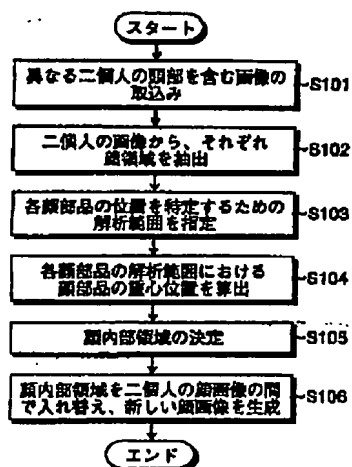 スタート
異なる二個人の頭部を含む画像の
取込み
S101
二個人の画像から、それぞれ
顔領域を抽出
S102
各顔部品の位置を特定するための
解析範囲を指定
S103
各顔部品の解析範囲における
顔部品の重心位置を算出
S104
顔内部領域の決定
S105
顔内部領域を二個人の顔画像の間
で入れ替え、新しい顔画像を生成
S106
エンド